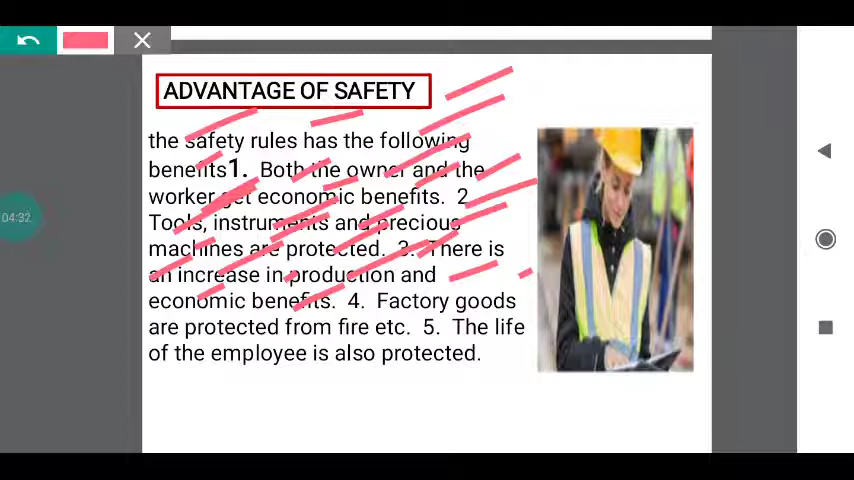 ADVANTAGE OF SAFETY
the safety rules has the following
benefits1. Both the owner and the
worker get economic benefits. 2
Tools, instruments and precious
machines are protected. 3. There is
an increase in production and
economic benefits. 4. Factory goods
are protected from fire etc. 5. The life
of the employee is also protected.
04:32